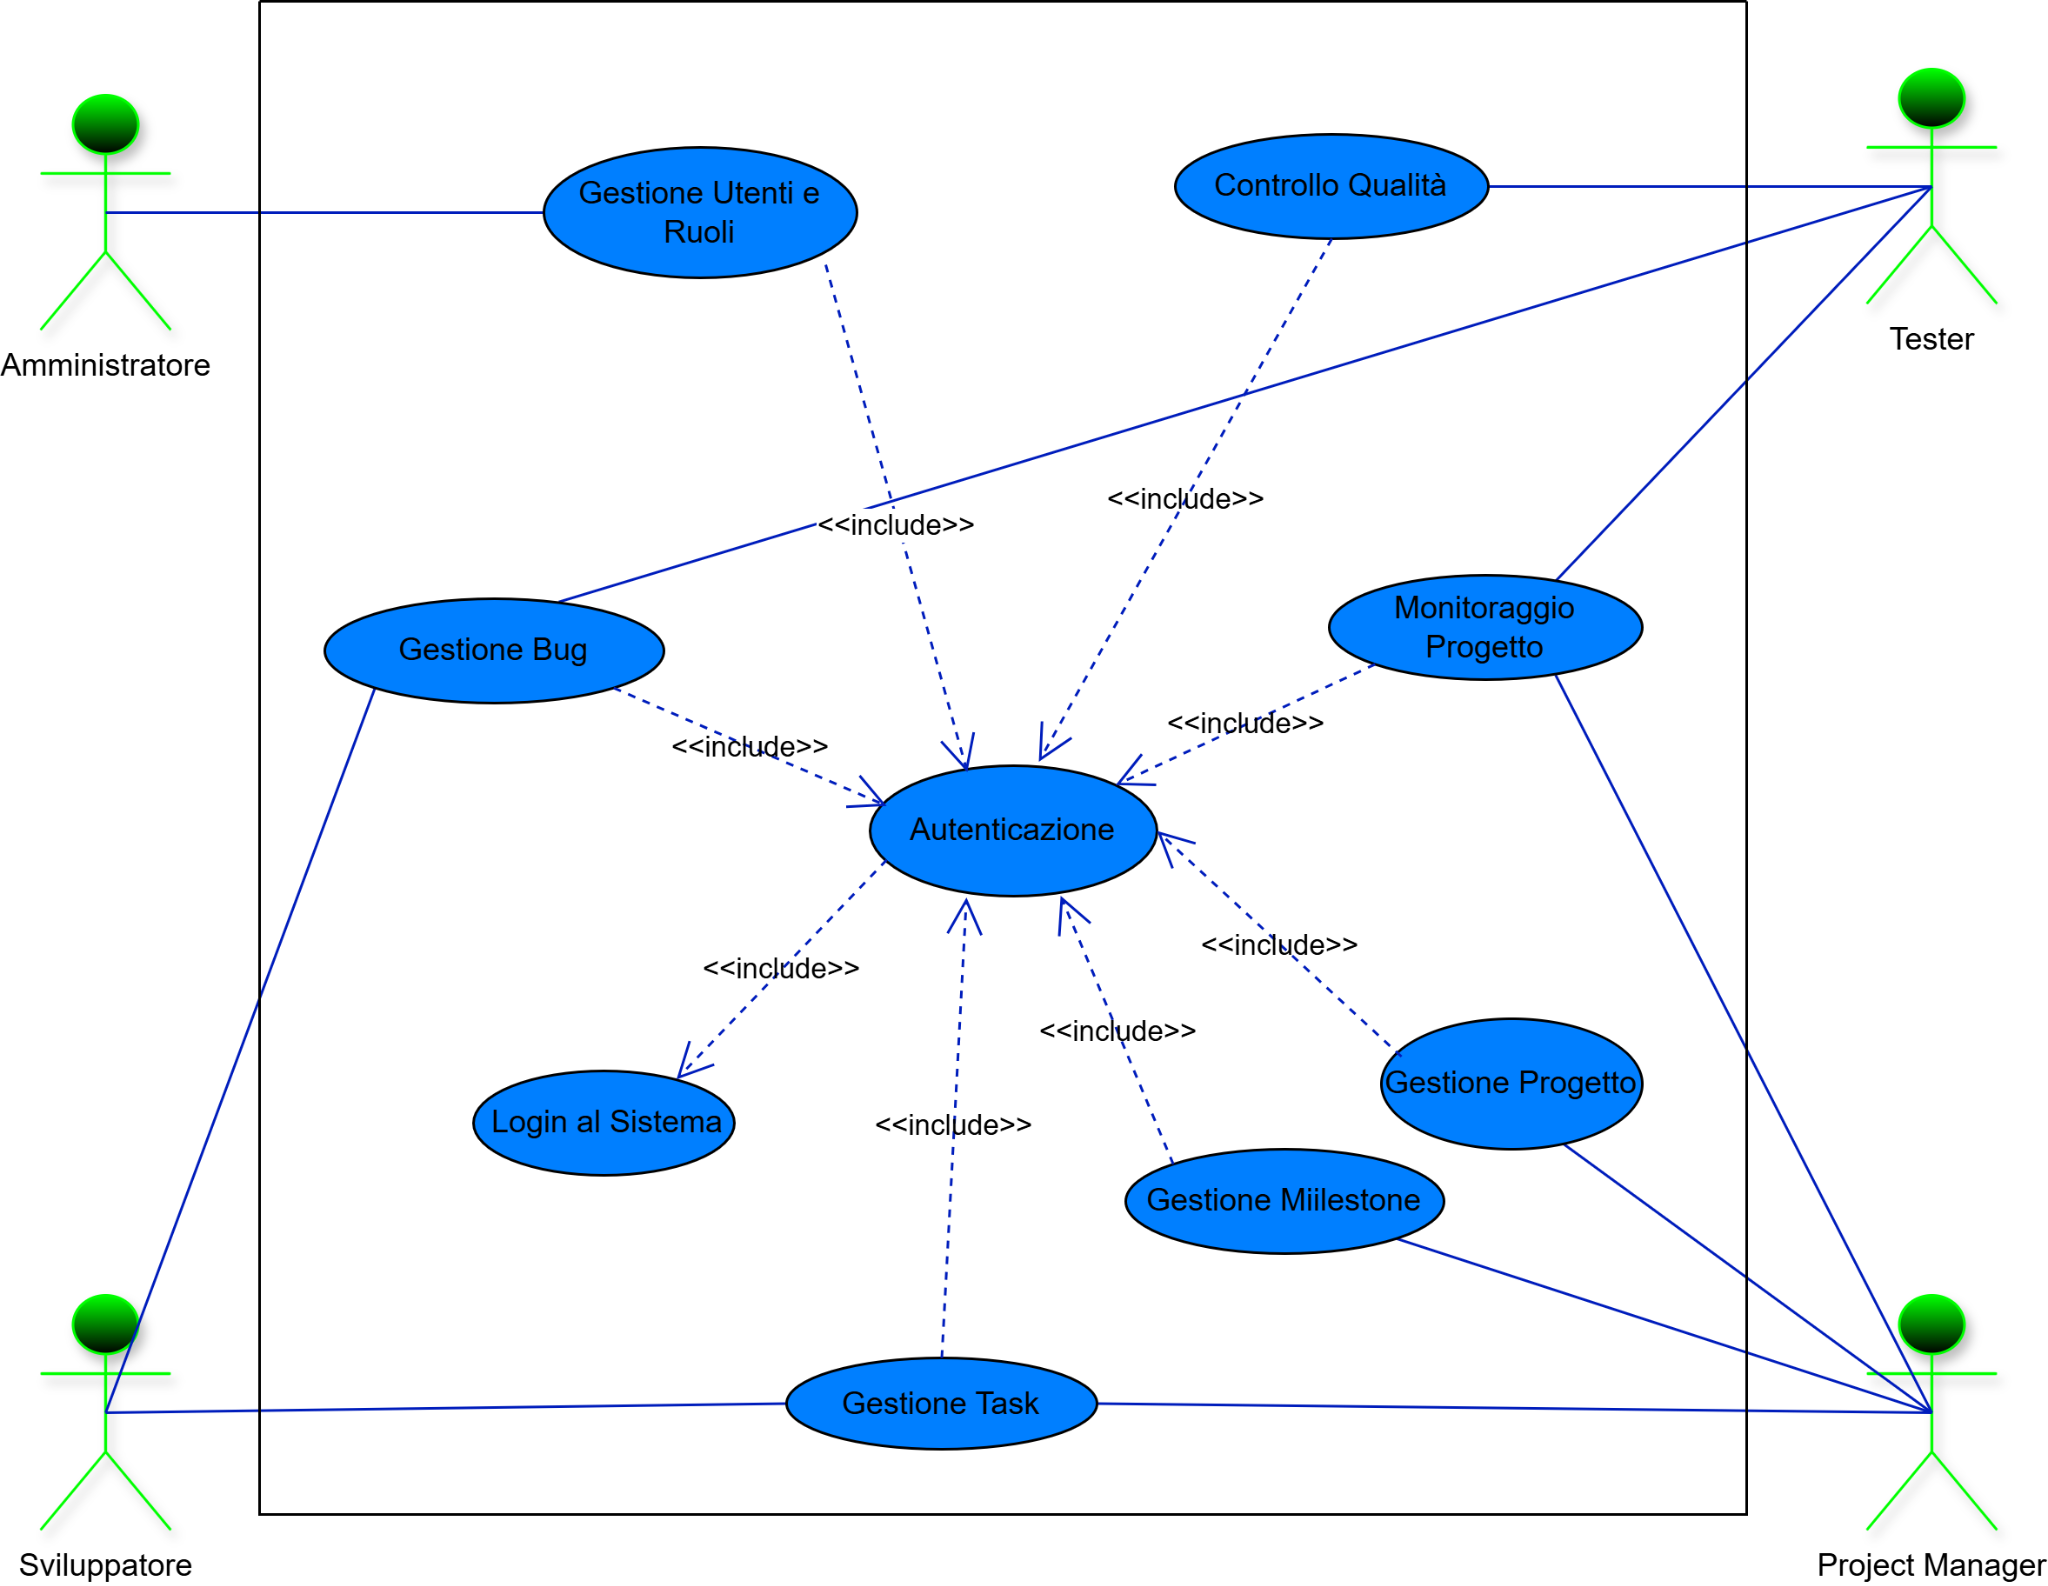 Gestione Utenti e
Ruoli
Controllo Qualità
Tester
Amministratore
<<include>>
<<include>>
Monitoraggio
Progetto
Gestione Bug
<<include>>
<<include>>
Autenticazione
<<include>>
<<include>>
<<include>>
Gestione Progetto
Login al Sistema
<<include>>
Gestione Miilestone
Gestione Task
Sviluppatore
Project Manager